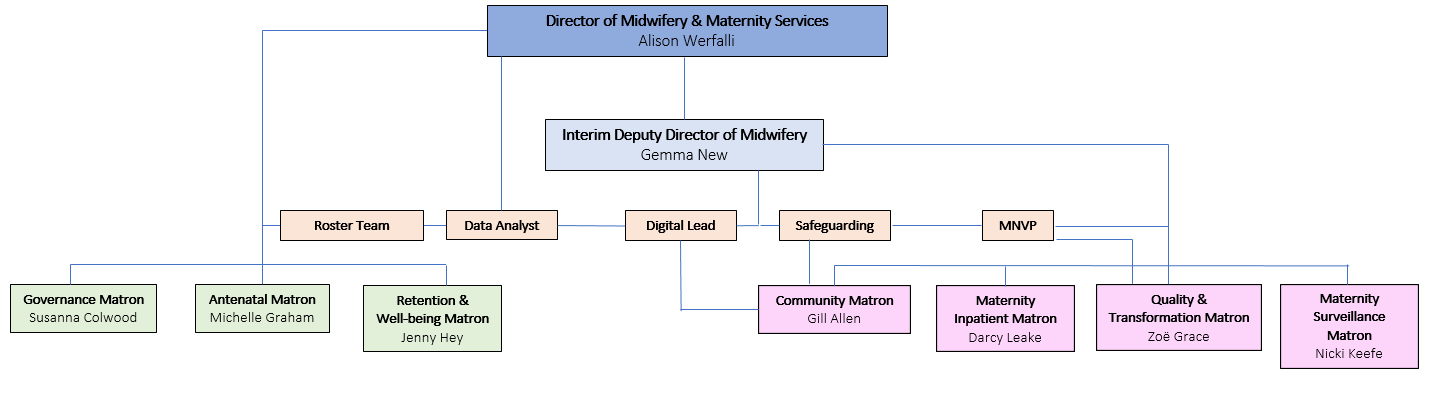 Director of Midwifery & Maternity Services
Alison Werfalli
Interim Deputy Director of Midwifery
Gemma New
Roster Team
Data Analyst
Digital Lead
Safeguarding
MNVP
Governance Matron
Susanna Colwood
Antenatal Matron
Michelle Graham
Retention &
Well-being Matron
Jenny Hey
Community Matron
Gill Allen
Maternity
Inpatient Matron
Darcy Leake
Quality &
Transformation Matron
Zoë Grace
Maternity
Surveillance
Matron
Nicki Keefe